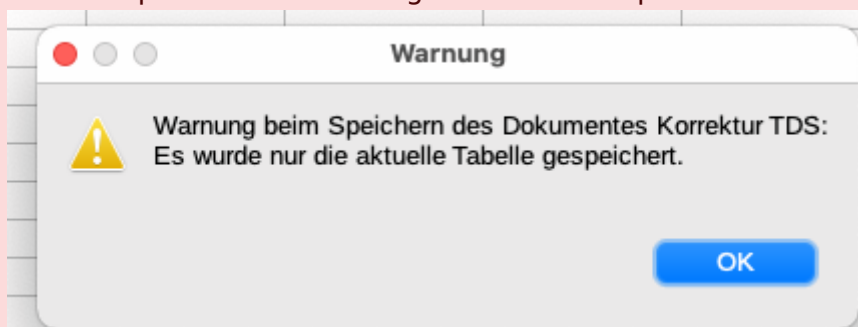 Warnung
Warnung beim Speichern des Dokumentes Korrektur TDS:
Es wurde nur die aktuelle Tabelle gespeichert.
OK